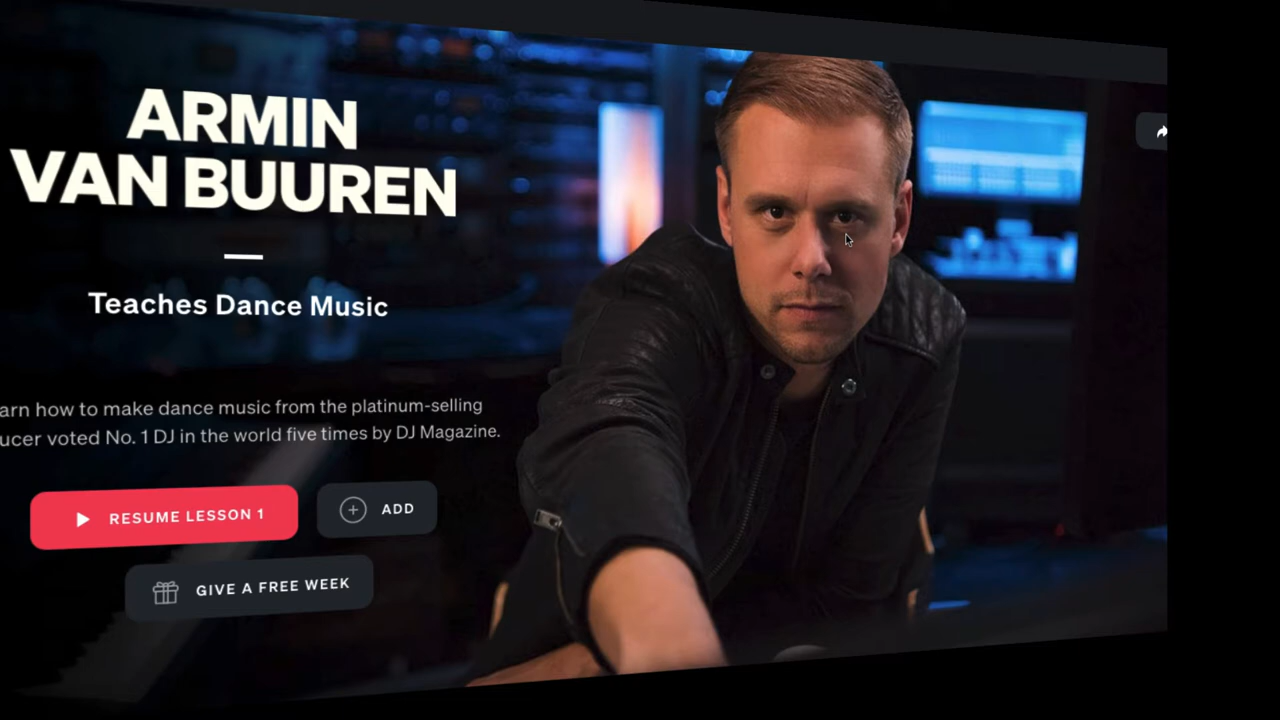 ARMIN
VAN BUUREN
Teaches Dance Music
arn how to make dance music from the platinum-selling
ucer voted No. 1 DJ in the world five times by DJ Magazine.
RESUME LESSON 1
ADD
GIVE A FREE WEEK